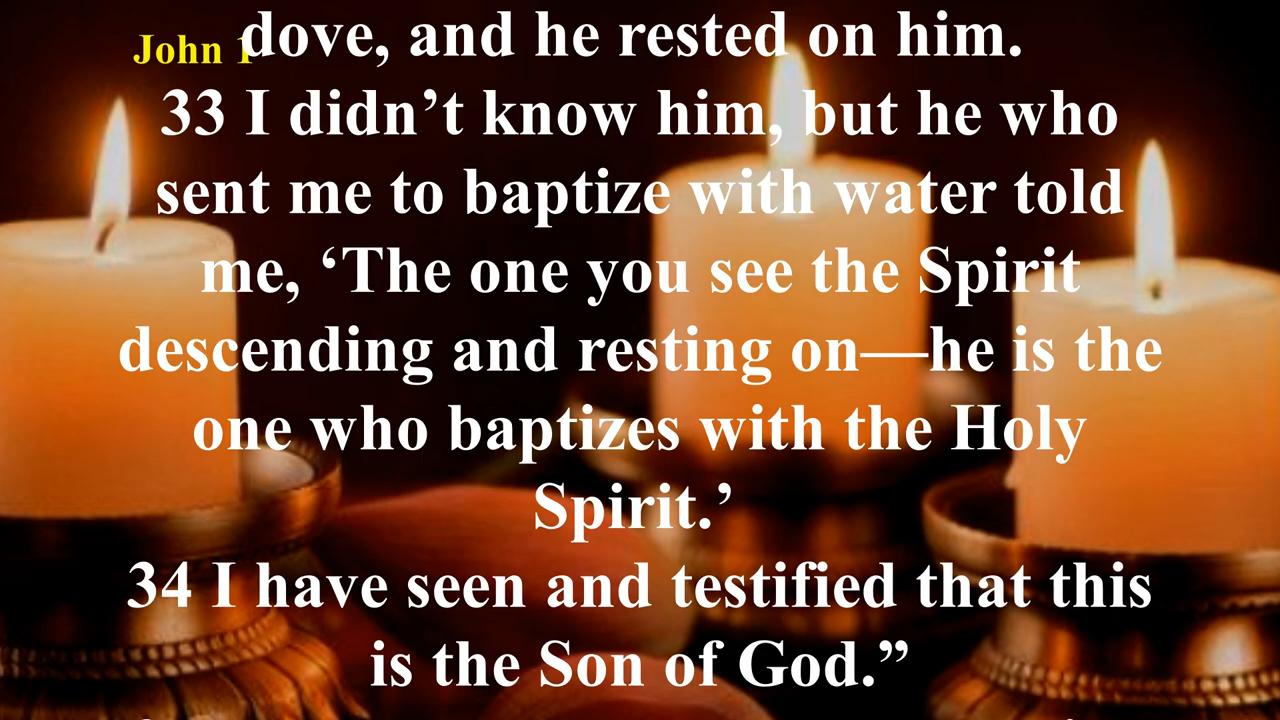 John 1
dove, and he rested on him.
33 I didn’t know him, but he who
sent me to baptize with water told
me, ‘The one you see the Spirit
descending and resting on—he is the
one who baptizes with the Holy
Spirit.’
34 I have seen and testified that this
is the Son of God.”